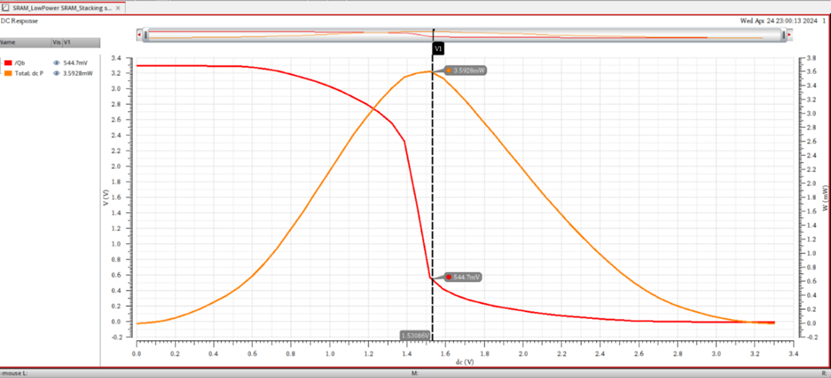 SRAM_LowPower SRAM_Stacking s...
DC Response
Wed Apr 24 23:00:13 2024 1
Name Vis V1
/Qb 544.7mV
Total; dc P 3.5928mW
V1
3.5928mW
544.7mV
V (V)
3.4
3.2
3.0
2.8
2.6
2.4
2.2
2.0
1.8
1.6
1.4
1.2
1.0
0.8
0.6
0.4
0.2
0.0
-0.2
W (mW)
3.8
3.6
3.4
3.2
3.0
2.8
2.6
2.4
2.2
2.0
1.8
1.6
1.4
1.2
1.0
0.8
0.6
0.4
0.2
0.0
-0.2
0.0 0.2 0.4 0.6 0.8 1.0 1.2 1.4 1.6 1.8 2.0 2.2 2.4 2.6 2.8 3.0 3.2 3.4
dc (V)
mouse L: M: R: